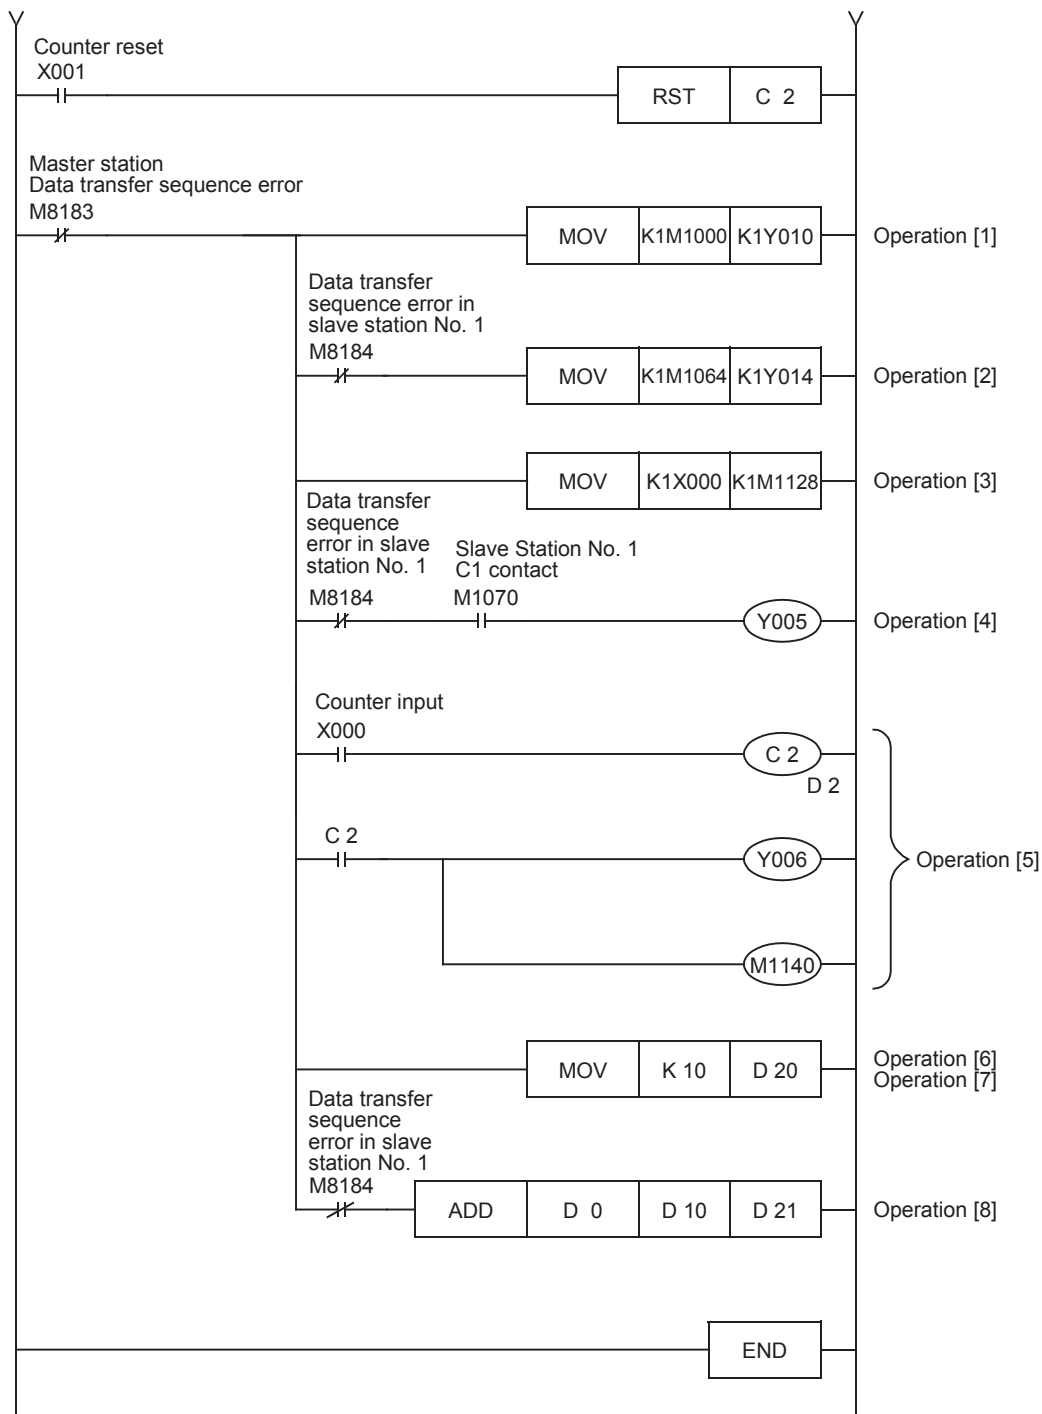 Counter reset
X001
RST C 2
Master station
Data transfer sequence error
M8183
MOV K1M1000 K1Y010 Operation [1]
Data transfer
sequence error in
slave station No. 1
M8184
MOV K1M1064 K1Y014 Operation [2]
MOV K1X000 K1M1128 Operation [3]
Data transfer
sequence
error in slave
station No. 1
Slave Station No. 1
C1 contact
M8184 M1070
Y005 Operation [4]
Counter input
X000
C 2
D 2
C 2
Y006
Operation [5]
M1140
MOV K 10 D 20 Operation [6]
Operation [7]
Data transfer
sequence
error in slave
station No. 1
M8184
ADD D 0 D 10 D 21 Operation [8]
END